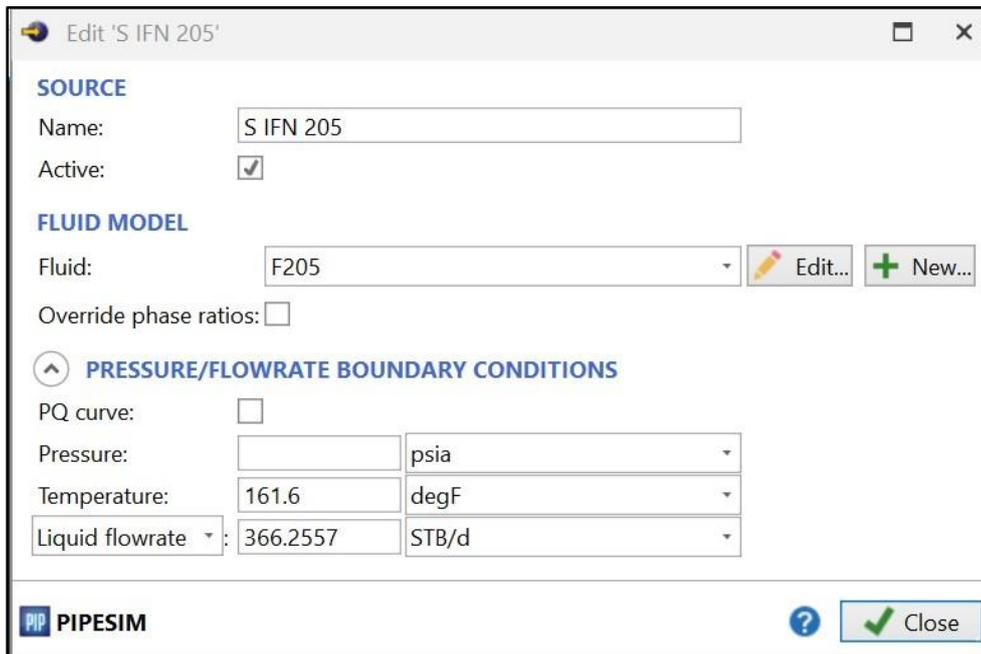 Edit 'S IFN 205'
SOURCE
Name: S IFN 205
Active:
FLUID MODEL
Fluid: F205 Edit... New...
Override phase ratios:
PRESSURE/FLOWRATE BOUNDARY CONDITIONS
PQ curve:
Pressure: psia
Temperature: 161.6 degF
Liquid flowrate : 366.2557 STB/d
PIP PIPESIM ? Close